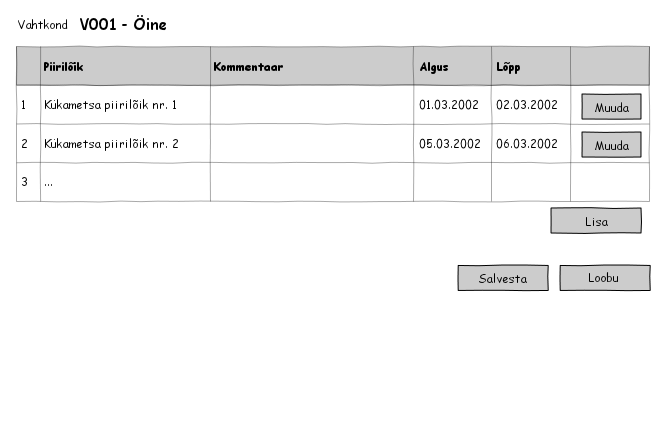 Vahtkond V001 - Öine
Piirilõik Kommentaar Algus Lõpp
1 Kükametsa piirilõik nr. 1 01.03.2002 02.03.2002 Muuda
2 Kükametsa piirilõik nr. 2 05.03.2002 06.03.2002 Muuda
3 ...
Lisa
Salvesta Loobu